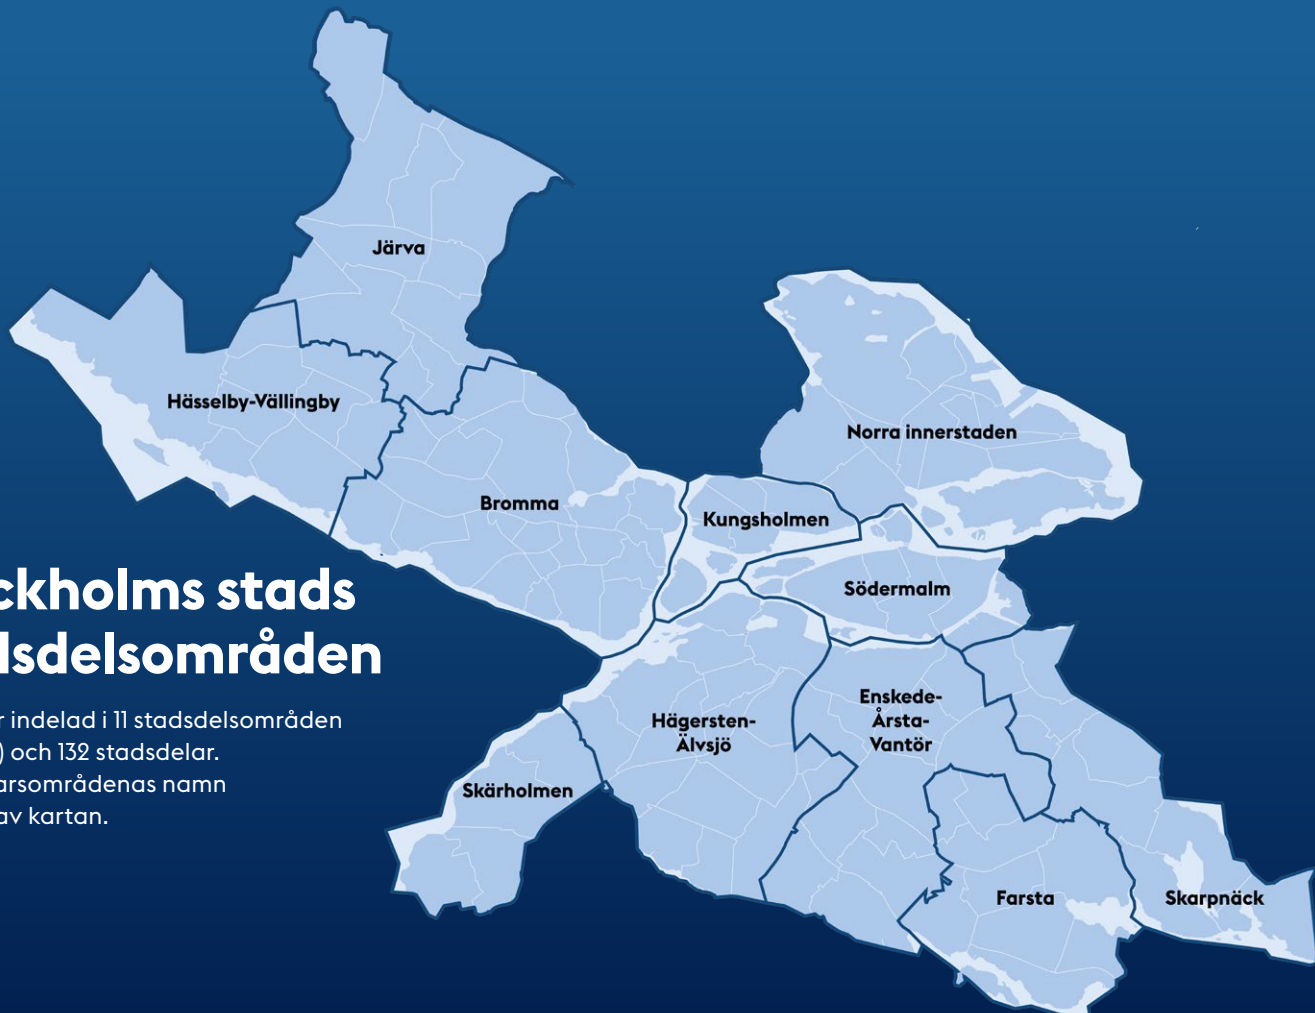 Järva
Hässelby-Vällingby
Norra innerstaden
Bromma
Kungsholmen
Södermalm
ckholms stads
dsdelsområden
r indelad i 11 stadsdelsområden
) och 132 stadsdelar.
arsområdenas namn
av kartan.
Hägersten-
Älvsjö
Enskede-
Årsta-
Vantör
Skärholmen
Farsta
Skarpnäck